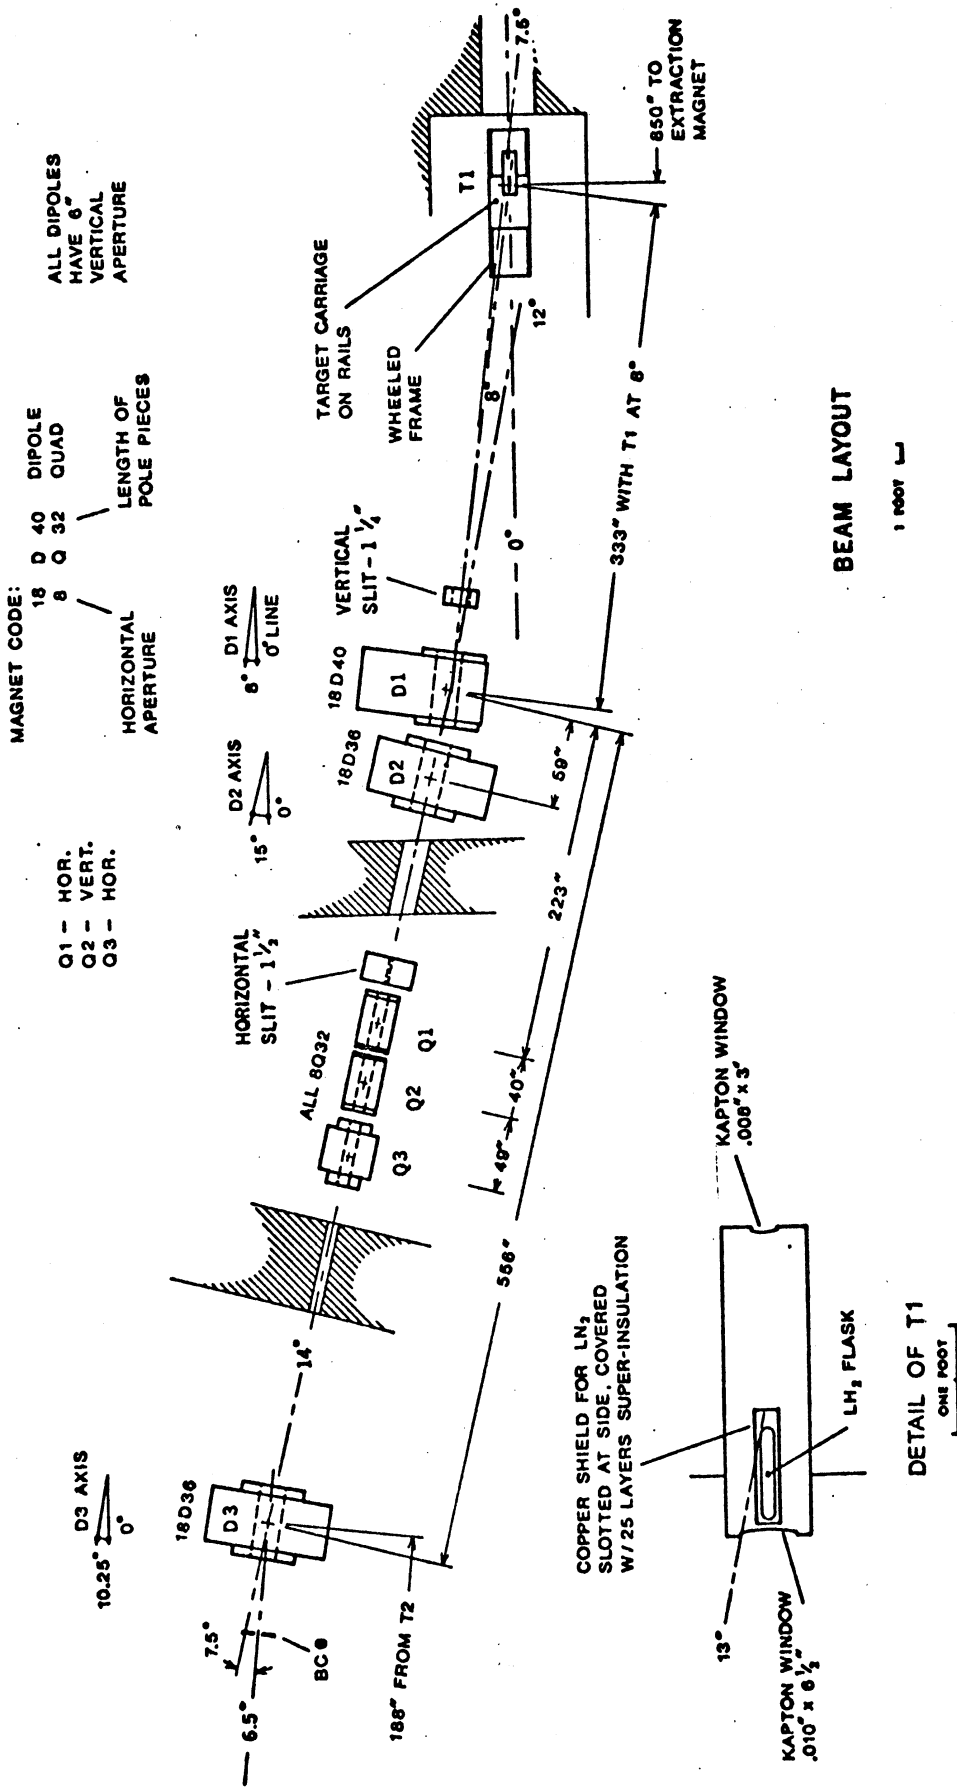 MAGNET CODE:
18 D 40 DIPOLE
8 Q 32 QUAD
HORIZONTAL
APERTURE
LENGTH OF
POLE PIECES
ALL DIPOLES
HAVE 6"
VERTICAL
APERTURE
Q1 - HOR.
Q2 - VERT.
Q3 - HOR.
D3 AXIS
10.25°
0°
D2 AXIS
15°
0°
D1 AXIS
8°
0° LINE
18D36
D3
7.5°
6.5°
BC
188" FROM T2
14°
HORIZONTAL
SLIT - 1 1/2"
ALL 8Q32
Q3
Q2
Q1
18D36
D2
18D40
D1
VERTICAL
SLIT - 1 1/4"
TARGET CARRIAGE
ON RAILS
WHEELED
FRAME
T1
7.5°
8°
12°
0°
850" TO
EXTRACTION
MAGNET
333" WITH T1 AT 8°
59"
223"
40"
49"
556"
BEAM LAYOUT
1 FOOT
COPPER SHIELD FOR LN₂
SLOTTED AT SIDE, COVERED
W/ 25 LAYERS SUPER-INSULATION
KAPTON WINDOW
.008" x 3"
13°
KAPTON WINDOW
.010" x 6 1/2"
LH₂ FLASK
DETAIL OF T1
ONE FOOT